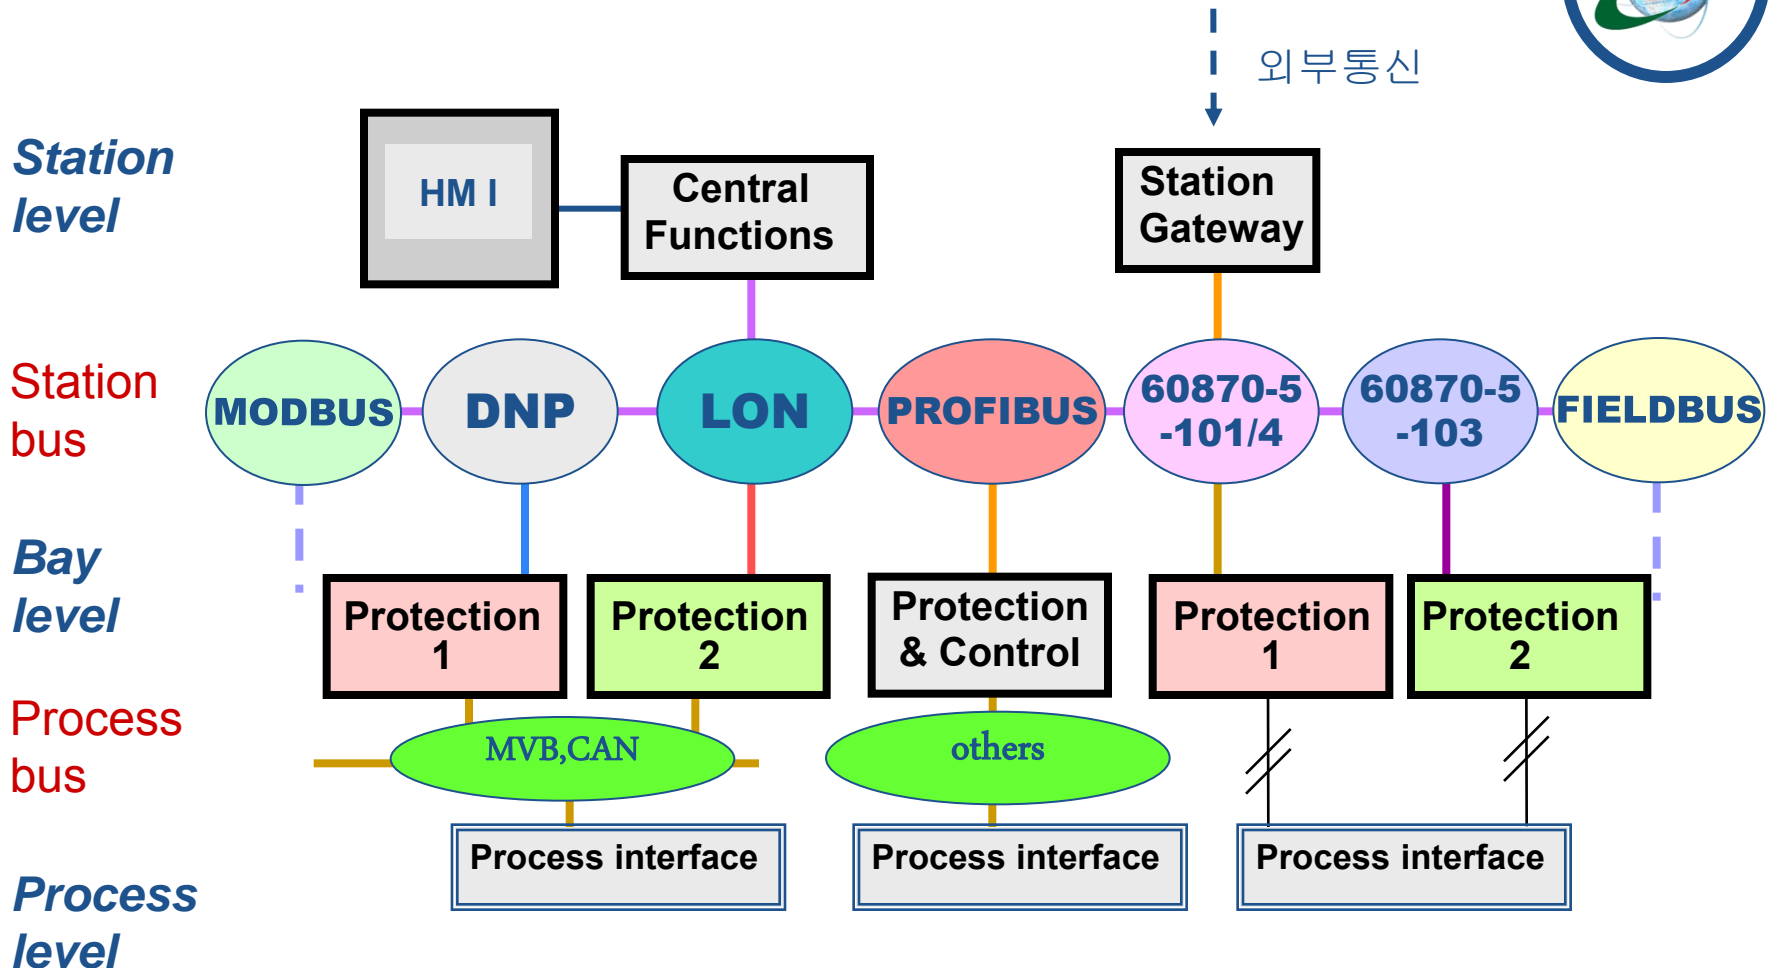 외부통신
Station
level
HM I
Central
Functions
Station
Gateway
Station
bus
MODBUS
DNP
LON
PROFIBUS
60870-5
-101/4
60870-5
-103
FIELDBUS
Bay
level
Protection
1
Protection
2
Protection
& Control
Protection
1
Protection
2
Process
bus
MVB,CAN
others
Process interface
Process interface
Process interface
Process
level